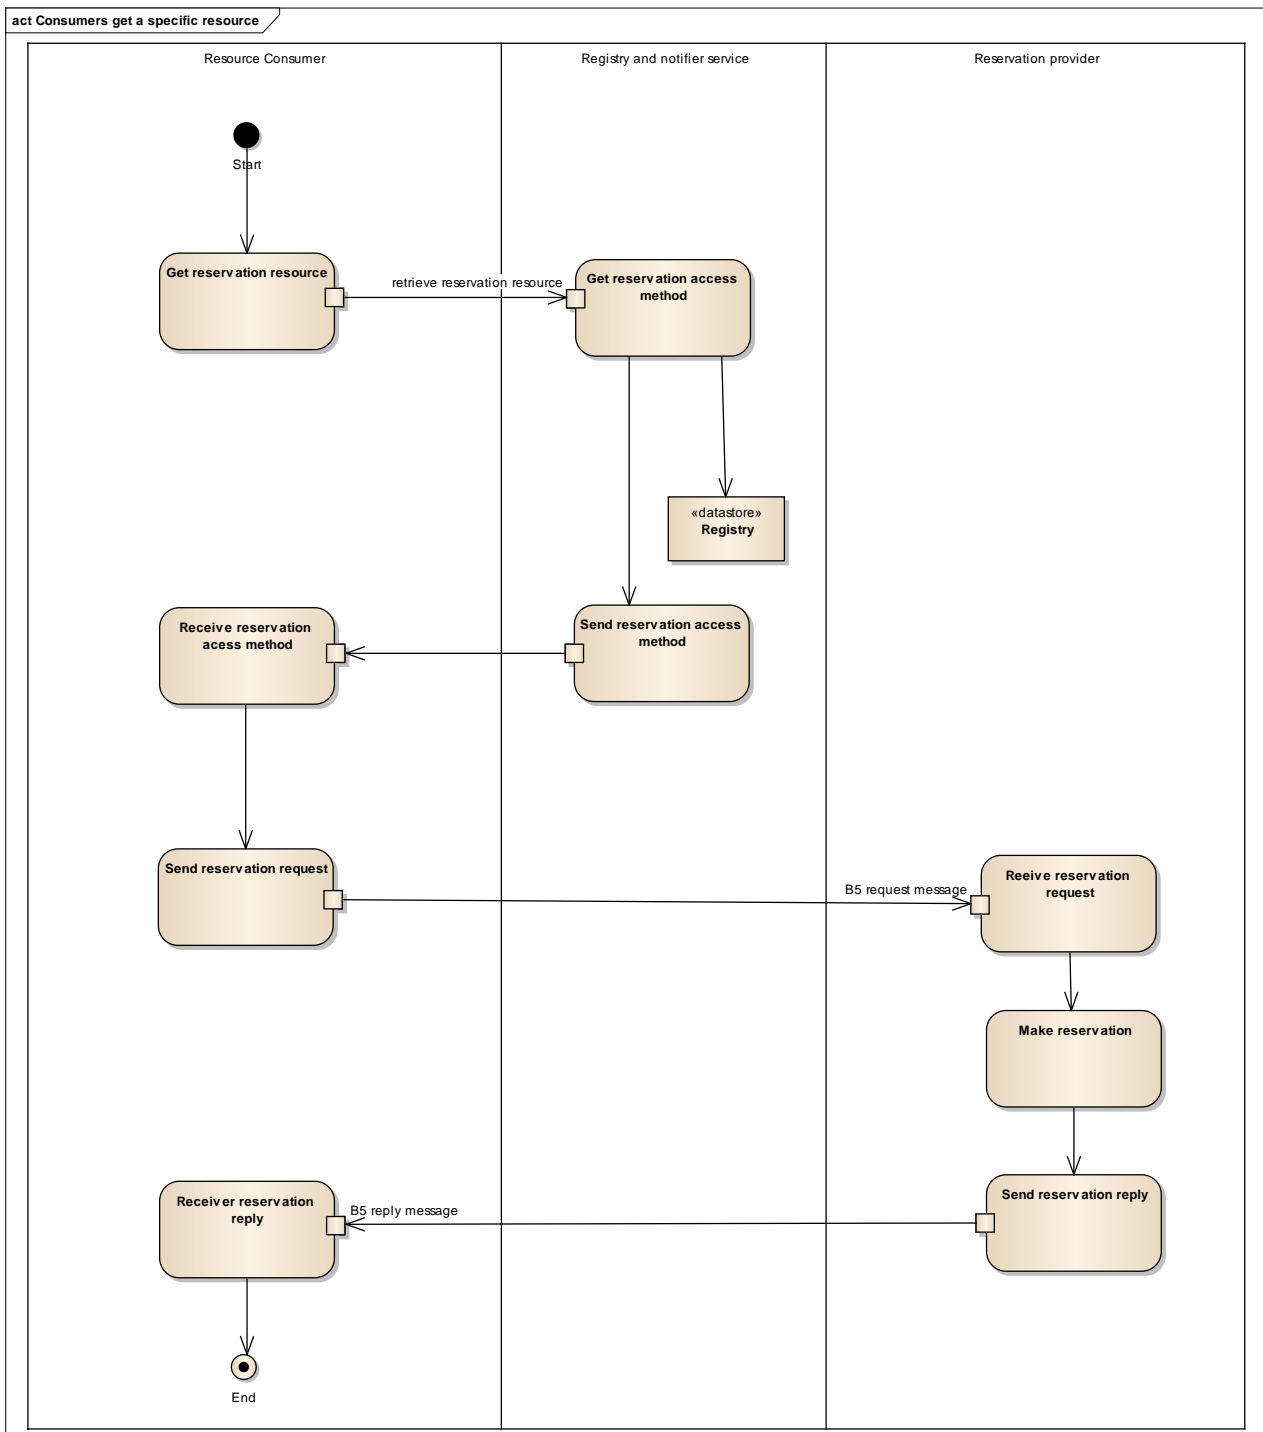 act Consumers get a specific resource
Resource Consumer
Registry and notifier service
Reservation provider
Start
Get reservation resource
retrieve reservation resource
Get reservation access
method
«datastore»
Registry
Receive reservation
acess method
Send reservation access
method
Send reservation request
B5 request message
Reeive reservation
request
Make reservation
Receiver reservation
reply
B5 reply message
Send reservation reply
End